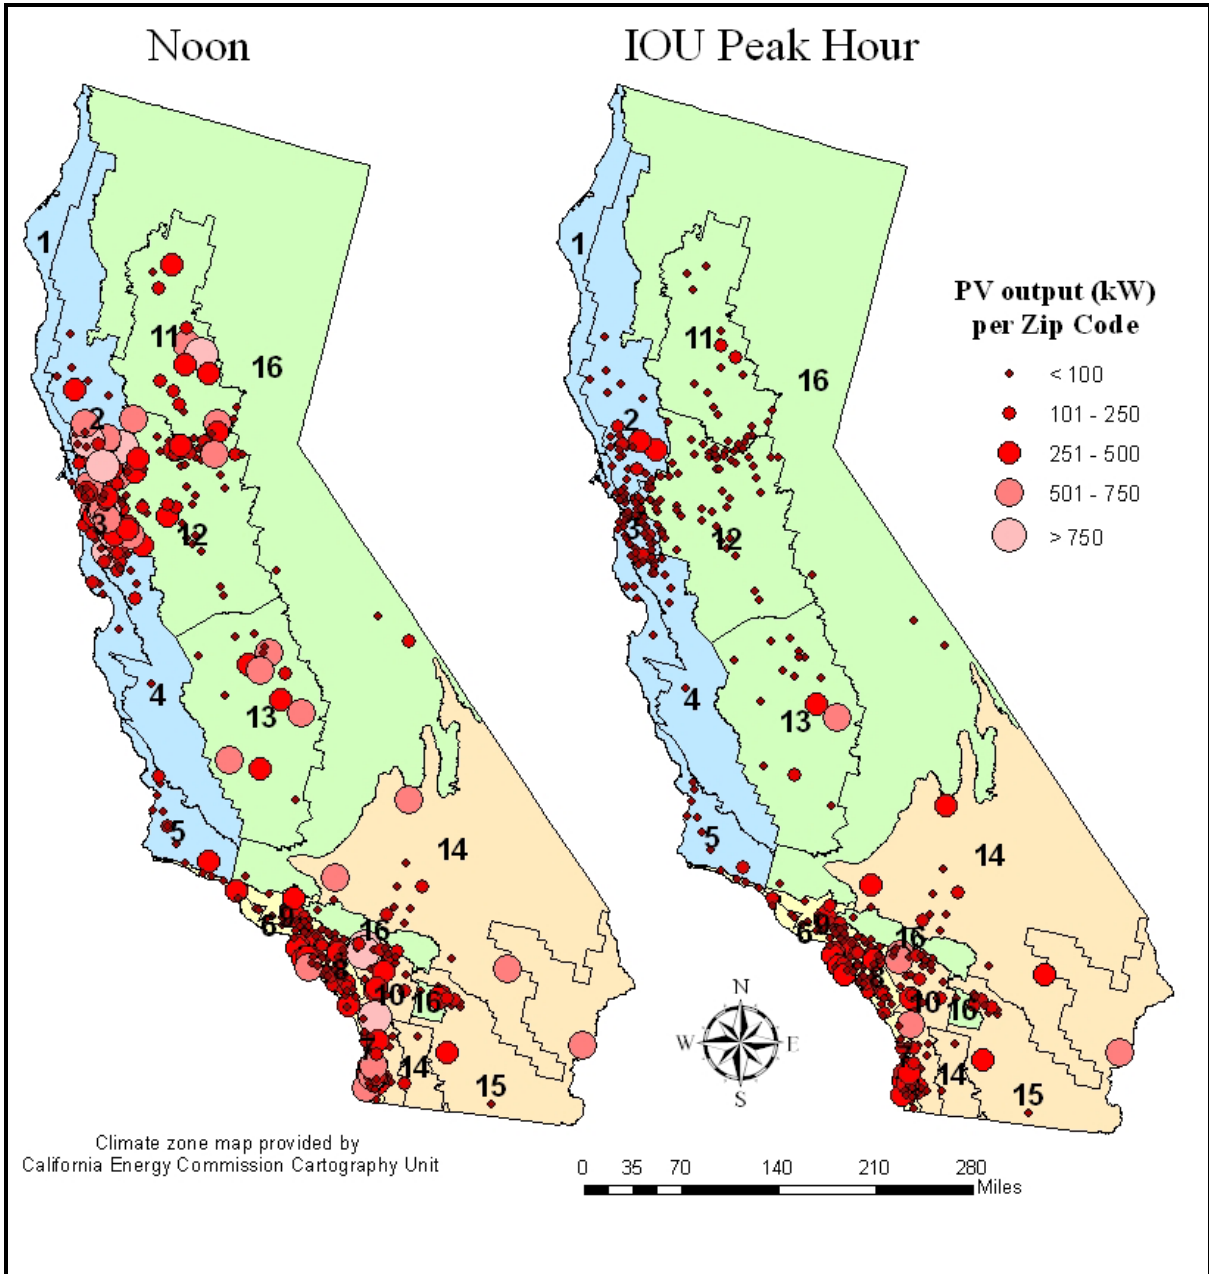 Noon
IOU Peak Hour
1
11
16
2
3
12
4
13
5
14
6
9
8
16
10
16
7
14
15
1
11
16
2
3
12
4
13
5
14
6
9
8
16
10
16
7
14
15
PV output (kW)
per Zip Code
< 100
101 - 250
251 - 500
501 - 750
> 750
N
W
E
S
Climate zone map provided by
California Energy Commission Cartography Unit
0 35 70 140 210 280
Miles